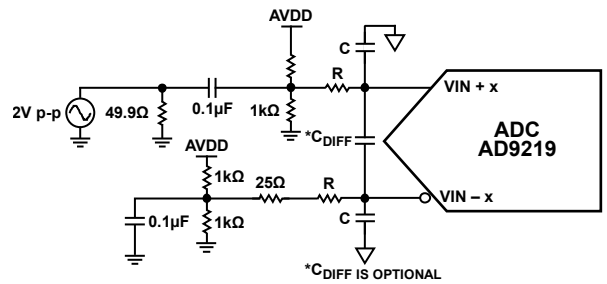 AVDD
C
R
VIN + x
2V p-p
49.9Ω
0.1µF
1kΩ
*CDIFF
ADC
AD9219
AVDD
1kΩ
25Ω
R
VIN – x
0.1µF
1kΩ
C
*CDIFF IS OPTIONAL